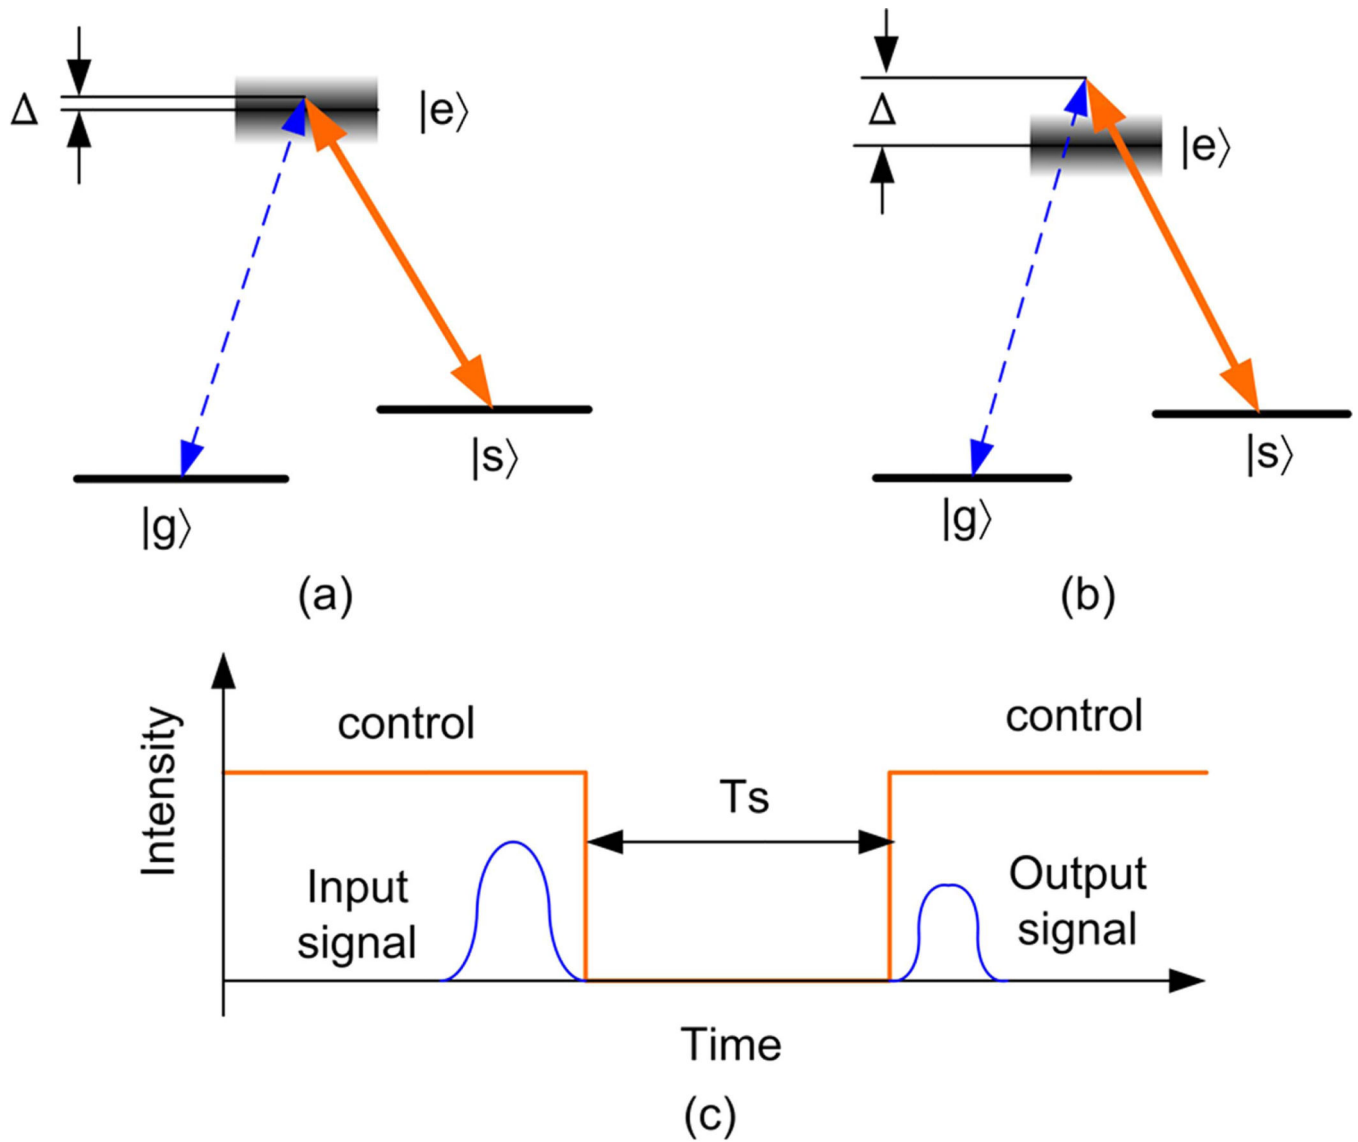 Δ
|e⟩
|g⟩
|s⟩
(a)
Δ
|e⟩
|g⟩
|s⟩
(b)
Intensity
control
control
Ts
Input
signal
Output
signal
Time
(c)